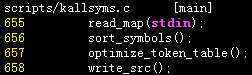 scripts/kallsyms.c [main]
655 read_map(stdin);
656 sort_symbols();
657 optimize_token_table();
658 write_src();